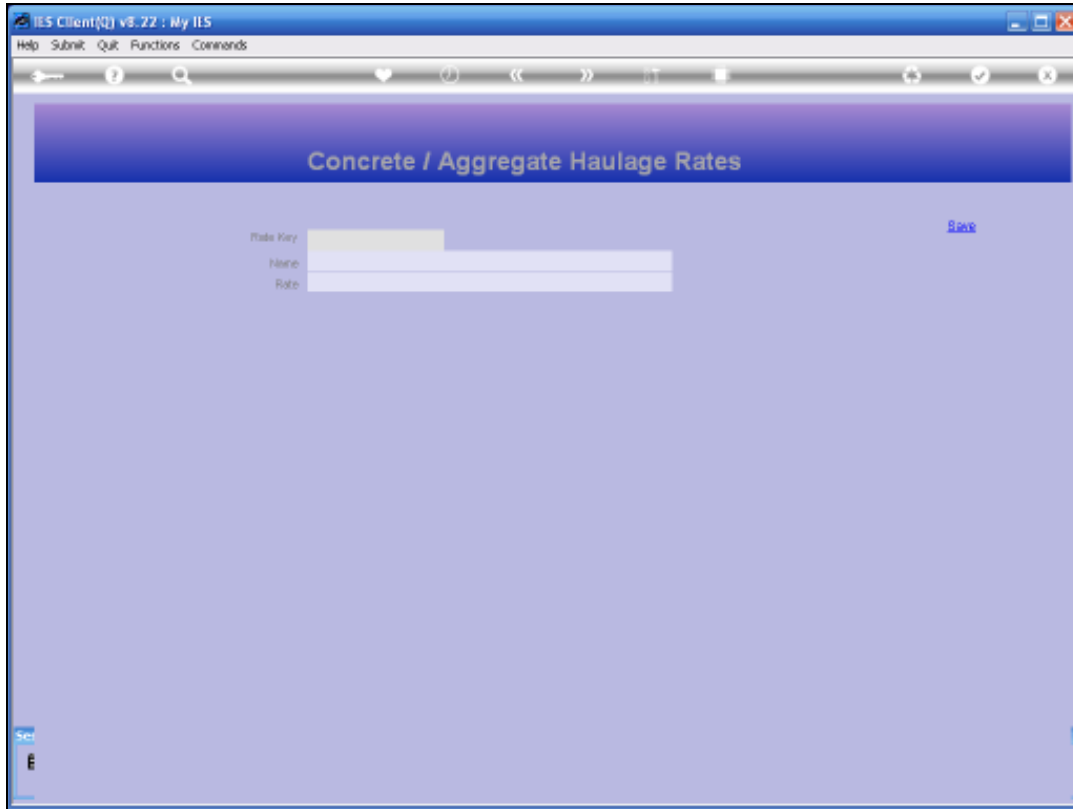 IES Client(Q) v8.22 : My IES
Help Submit Quit Functions Commands
Concrete / Aggregate Haulage Rates
Save
Rate Key
Name
Rate